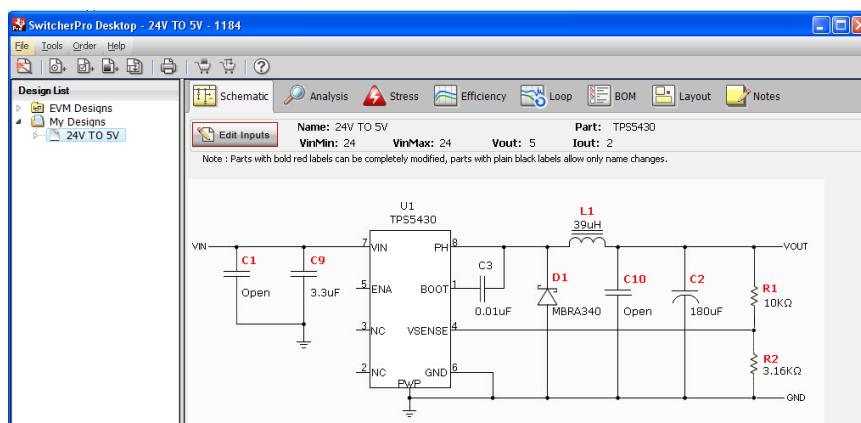 SwitcherPro Desktop - 24V TO 5V - 1184
File Tools Order Help
Design List
EVM Designs
My Designs
24V TO 5V
Schematic Analysis Stress Efficiency Loop BOM Layout Notes
Edit Inputs
Name: 24V TO 5V Part: TPS5430
VinMin: 24 VinMax: 24 Vout: 5 Iout: 2
Note : Parts with bold red labels can be completely modified, parts with plain black labels allow only name changes.
U1
TPS5430
L1
39uH
VIN
7 VIN
PH 8
VOUT
C1
Open
C9
3.3uF
5 ENA
BOOT 1
C3
0.01uF
D1
MBRA340
C10
Open
C2
180uF
R1
10KΩ
3 NC
VSENSE 4
R2
3.16KΩ
2 NC
GND 6
PWP
GND